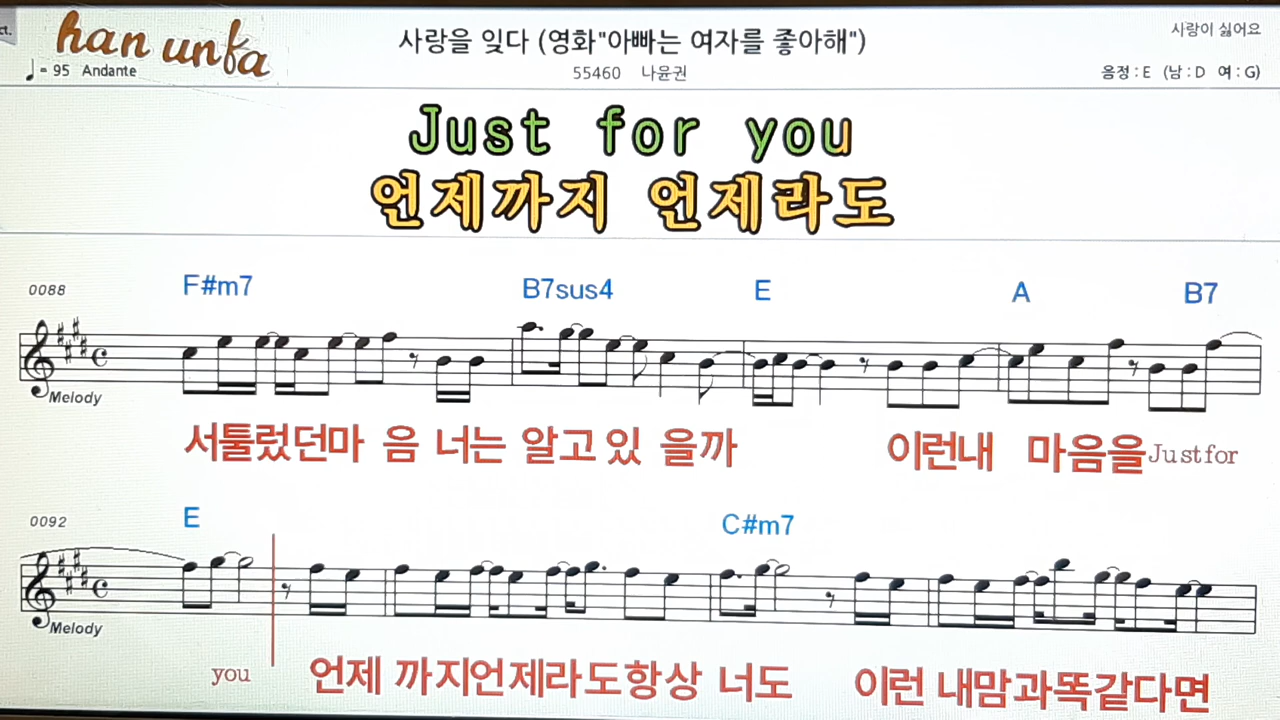 ct.
han unfa
♩= 95 Andante
사랑을 잊다 (영화"아빠는 여자를 좋아해")
55460 나윤권
사랑이 싫어요
음정 : E (남 : D 여 : G)
Just for you
언제까지 언제라도
0088 F#m7 B7sus4 E A B7
Melody
서툴렀던마 음 너는 알고 있 을까 이런내 마음을 Just for
0092 E C#m7
Melody
you 언제 까지언제라도항상 너도 이런 내맘과똑같다면